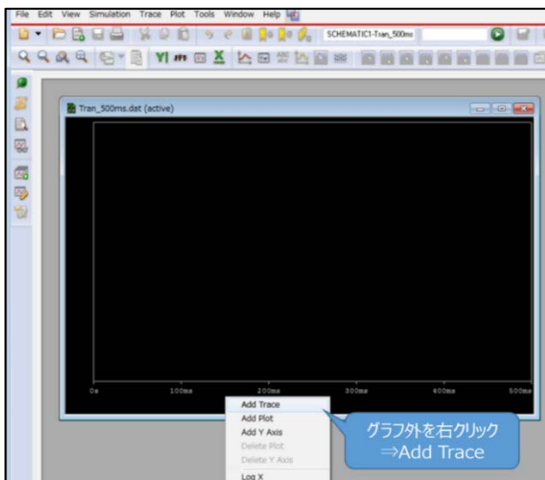 File Edit View Simulation Trace Plot Tools Window Help
SCHEMATIC1-Tran_500ms
Tran_500ms.dat (active)
0s 100ms 200ms 300ms 400ms 500ms
Add Trace
Add Plot
Add Y Axis
Delete Plot
Delete Y Axis
Log X
グラフ外を右クリック
⇒Add Trace